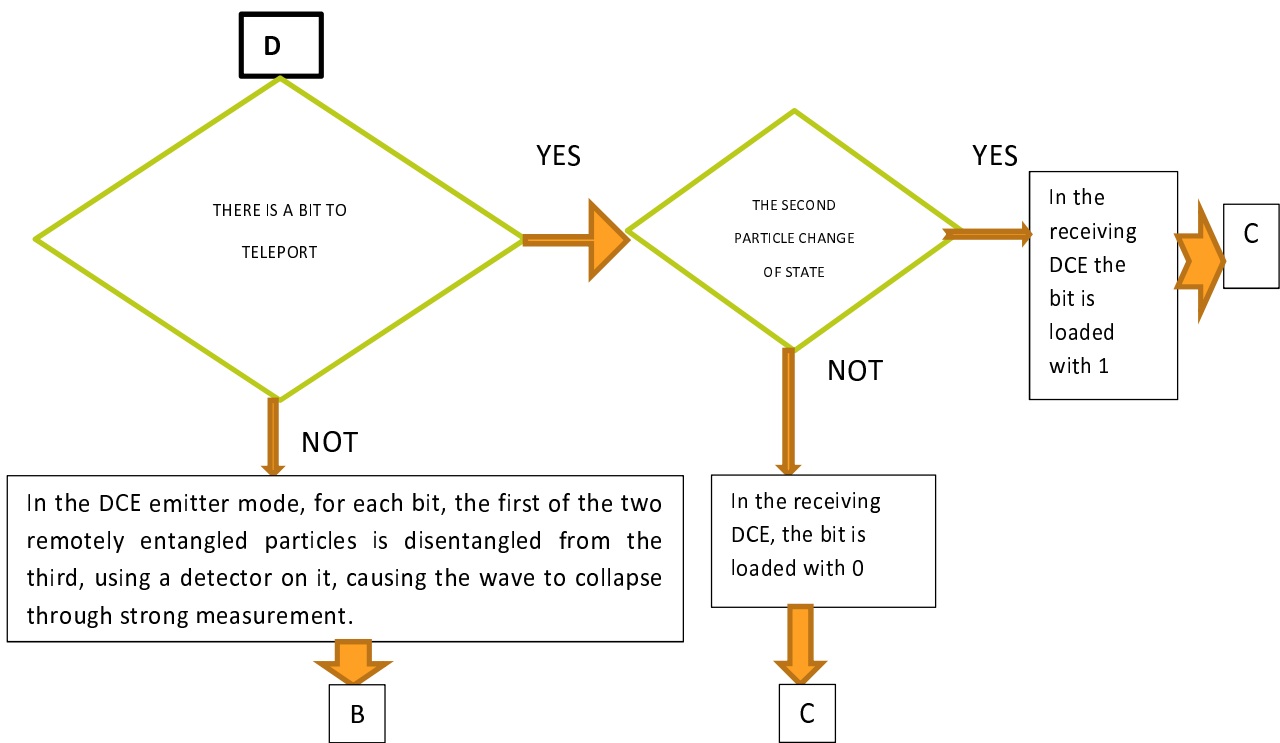 D
THERE IS A BIT TO
TELEPORT
YES
THE SECOND
PARTICLE CHANGE
OF STATE
YES
In the
receiving
DCE the
bit is
loaded
with 1
C
NOT
In the DCE emitter mode, for each bit, the first of the two
remotely entangled particles is disentangled from the
third, using a detector on it, causing the wave to collapse
through strong measurement.
B
NOT
In the receiving
DCE, the bit is
loaded with 0
C